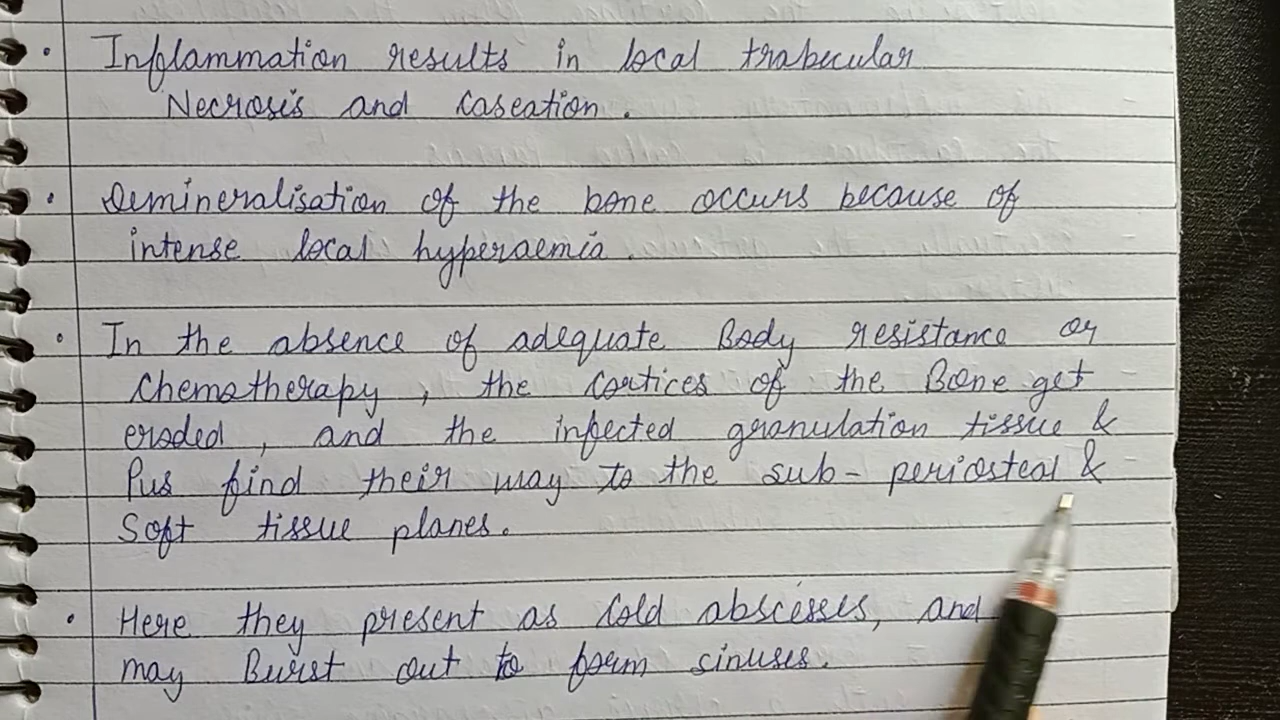 • Inflammation results in local trabecular
Necrosis and Caseation.
• Demineralisation of the bone occurs because of
intense local hyperaemia.
• In the absence of adequate Body resistance or
Chemotherapy, the Cortices of the Bone get
eroded, and the infected granulation tissue &
Pus find their way to the sub-periosteal &
Soft tissue planes.
• Here they present as Cold abscesses, and
may Burst out to form sinuses.